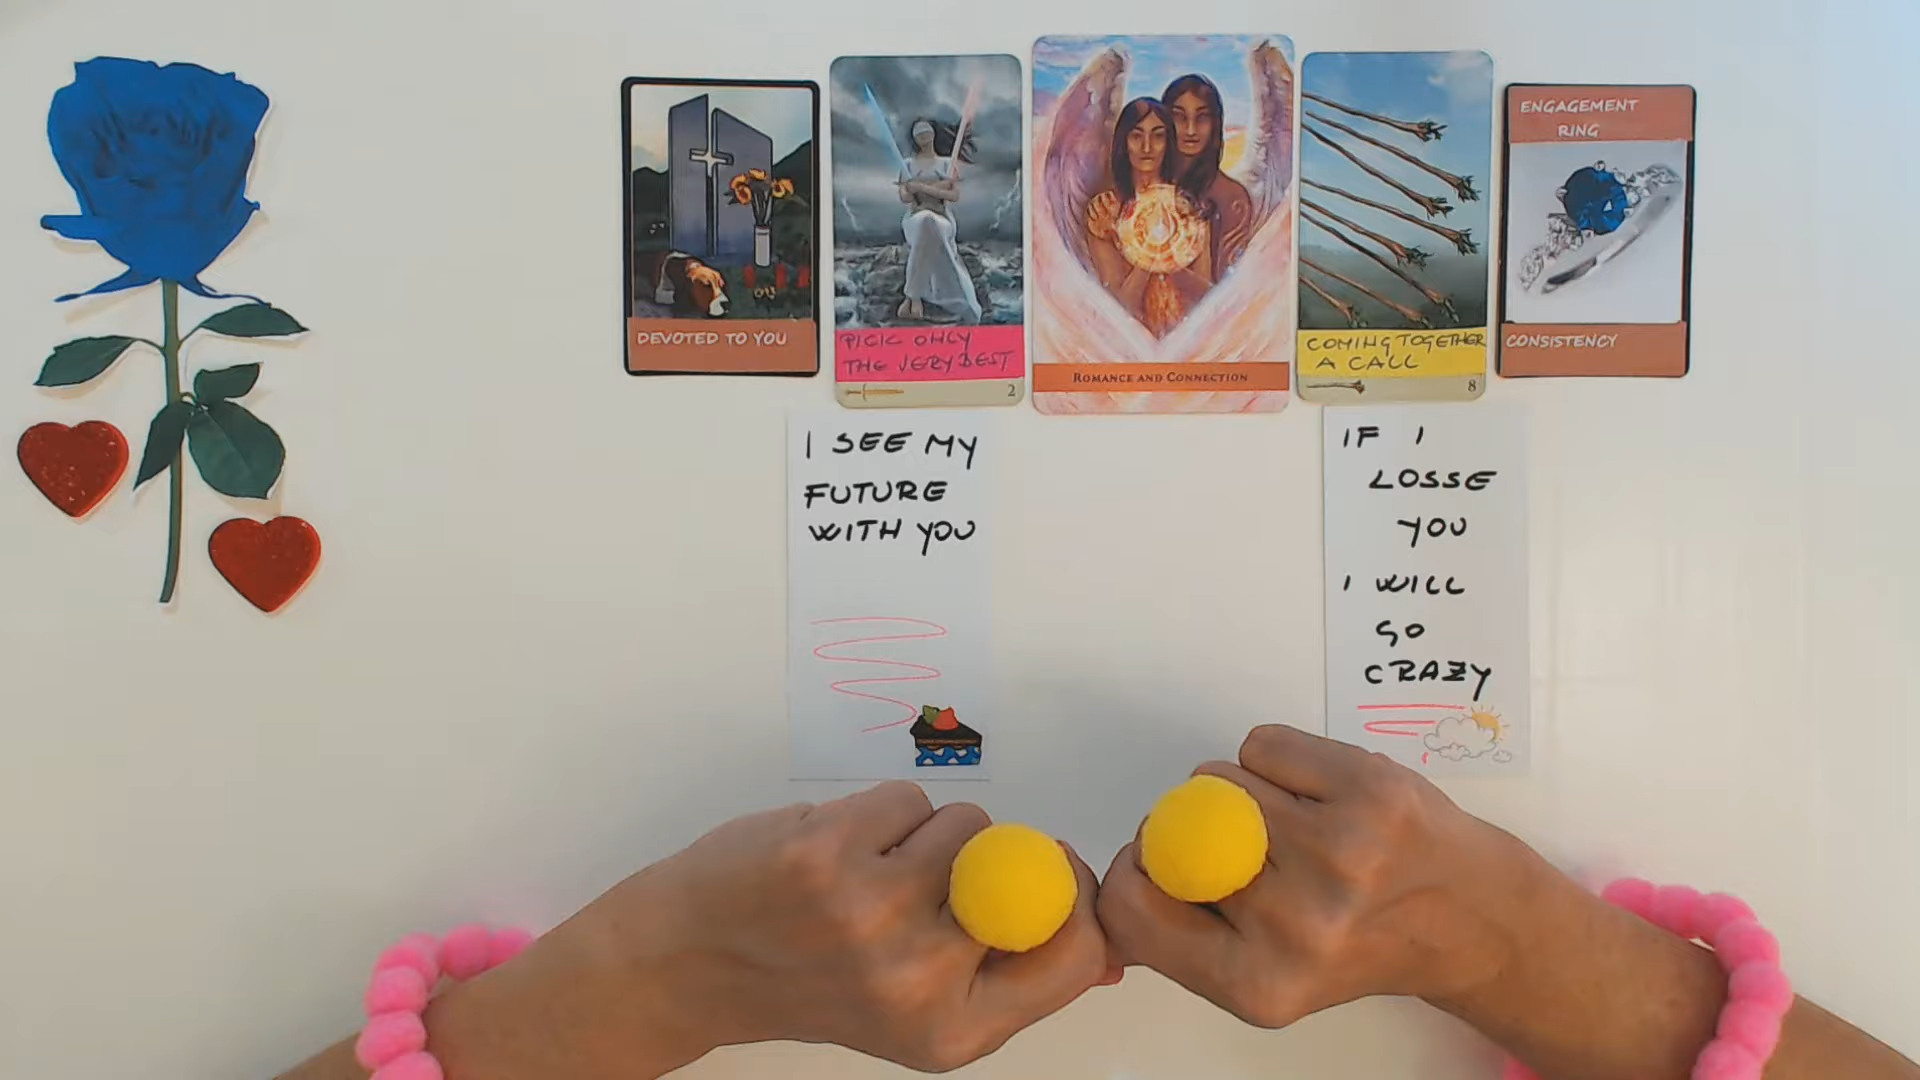 DEVOTED TO YOU
PICK ONLY
THE VERY BEST
2
ROMANCE AND CONNECTION
COMING TOGETHER
A CALL
8
ENGAGEMENT
RING
CONSISTENCY
I SEE MY
FUTURE
WITH YOU
IF I
LOSSE
YOU
I WILL
GO
CRAZY